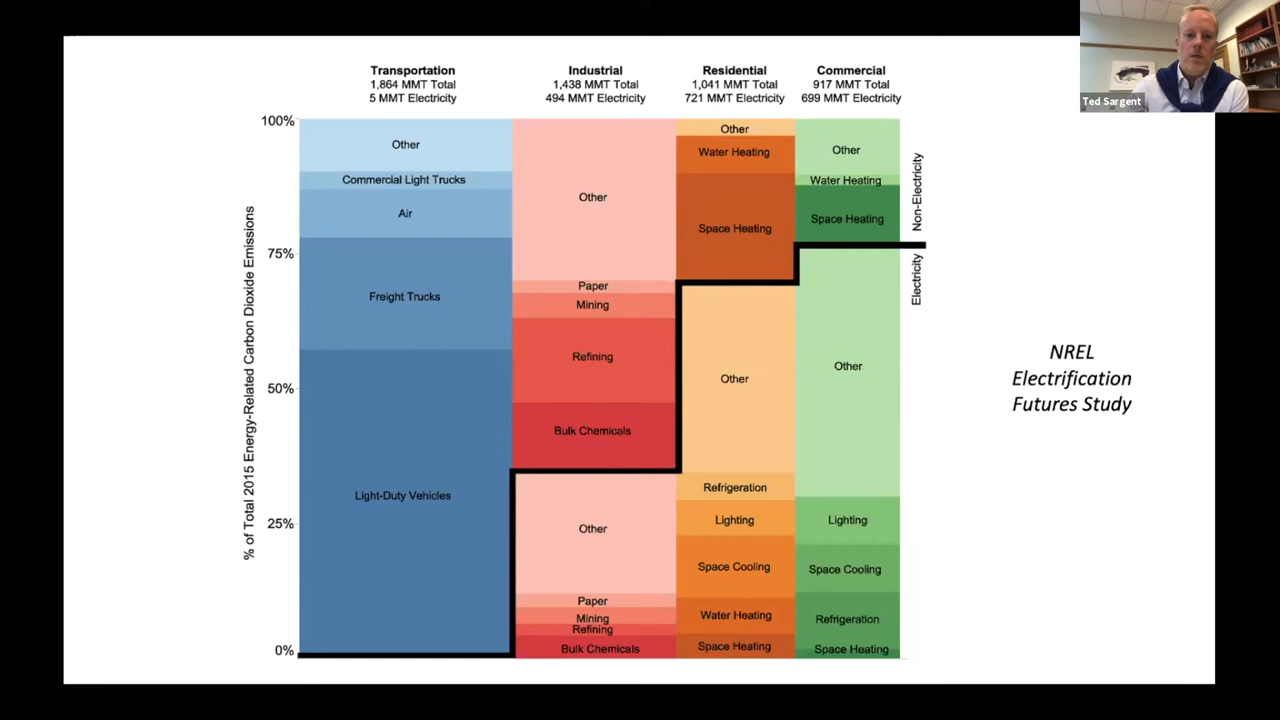 Ted Sargent
Transportation
1,864 MMT Total
5 MMT Electricity
Industrial
1,438 MMT Total
494 MMT Electricity
Residential
1,041 MMT Total
721 MMT Electricity
Commercial
917 MMT Total
699 MMT Electricity
% of Total 2015 Energy-Related Carbon Dioxide Emissions
100%
75%
50%
25%
0%
Other
Commercial Light Trucks
Air
Freight Trucks
Light-Duty Vehicles
Other
Paper
Mining
Refining
Bulk Chemicals
Other
Paper
Mining
Refining
Bulk Chemicals
Other
Water Heating
Space Heating
Other
Refrigeration
Lighting
Space Cooling
Water Heating
Space Heating
Other
Water Heating
Space Heating
Other
Lighting
Space Cooling
Refrigeration
Space Heating
Non-Electricity
Electricity
NREL
Electrification
Futures Study